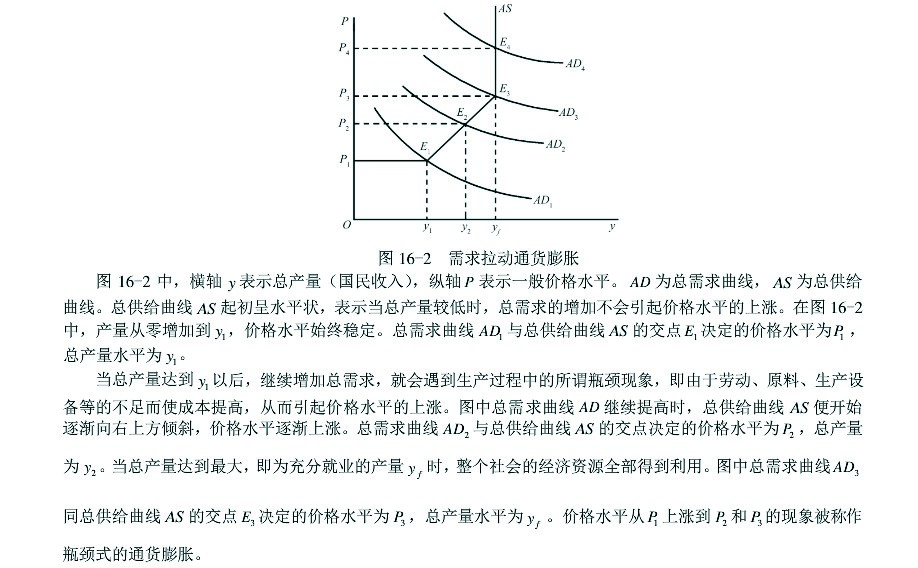 P
AS
P₄
E₄
AD₄
P₃
E₃
AD₃
P₂
E₂
AD₂
P₁
E₁
AD₁
O
y₁
y₂
y_f
y
图 16-2 需求拉动通货膨胀
图 16-2 中，横轴 y 表示总产量（国民收入），纵轴 P 表示一般价格水平。AD 为总需求曲线，AS 为总供给
曲线。总供给曲线 AS 起初呈水平状，表示当总产量较低时，总需求的增加不会引起价格水平的上涨。在图 16-2
中，产量从零增加到 y₁，价格水平始终稳定。总需求曲线 AD₁ 与总供给曲线 AS 的交点 E₁ 决定的价格水平为 P₁，
总产量水平为 y₁。
当总产量达到 y₁ 以后，继续增加总需求，就会遇到生产过程中的所谓瓶颈现象，即由于劳动、原料、生产设
备等的不足而使成本提高，从而引起价格水平的上涨。图中总需求曲线 AD 继续提高时，总供给曲线 AS 便开始
逐渐向右上方倾斜，价格水平逐渐上涨。总需求曲线 AD₂ 与总供给曲线 AS 的交点决定的价格水平为 P₂，总产量
为 y₂。当总产量达到最大，即为充分就业的产量 y_f 时，整个社会的经济资源全部得到利用。图中总需求曲线 AD₃
同总供给曲线 AS 的交点 E₃ 决定的价格水平为 P₃，总产量水平为 y_f。价格水平从 P₁ 上涨到 P₂ 和 P₃ 的现象被称作
瓶颈式的通货膨胀。